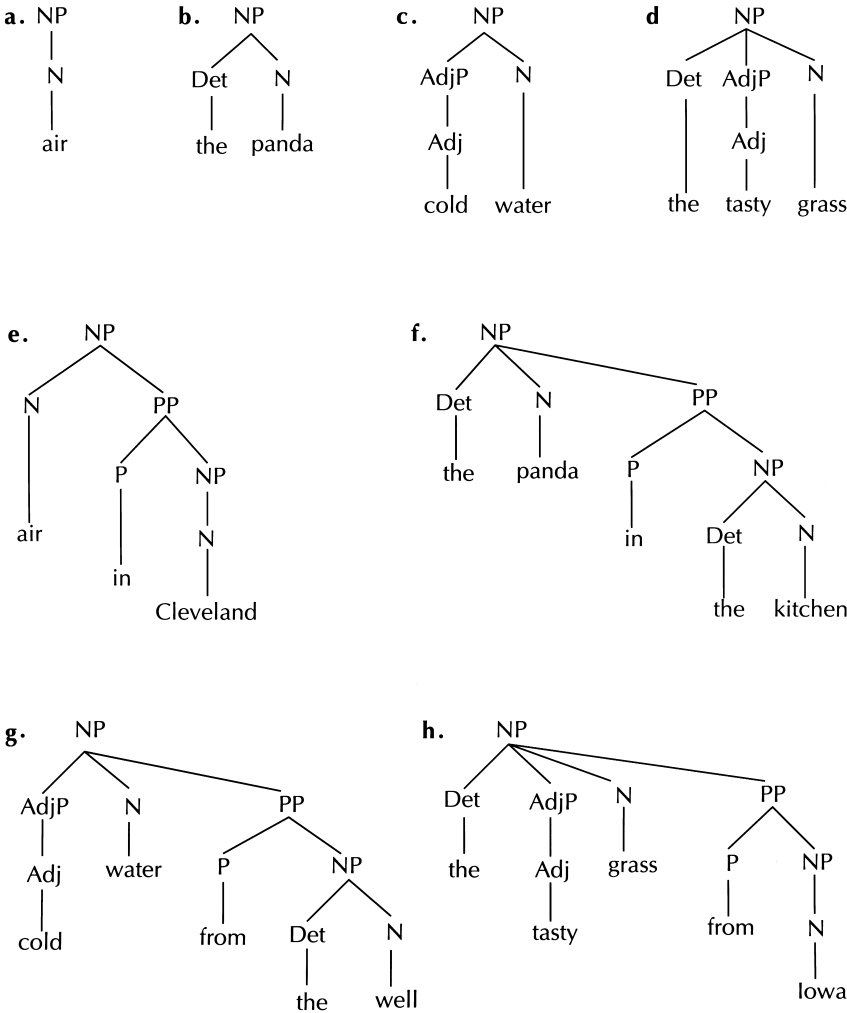 a. NP b. NP c. NP d NP
N Det N AdjP N Det AdjP N
air the panda Adj Adj
cold water the tasty grass
e. NP f. NP
N PP Det N PP
P NP the panda P NP
air N in Det N
in Cleveland the kitchen
g. NP h. NP
AdjP N PP Det AdjP N PP
Adj water P NP the Adj grass P NP
cold from Det N tasty from N
the well Iowa